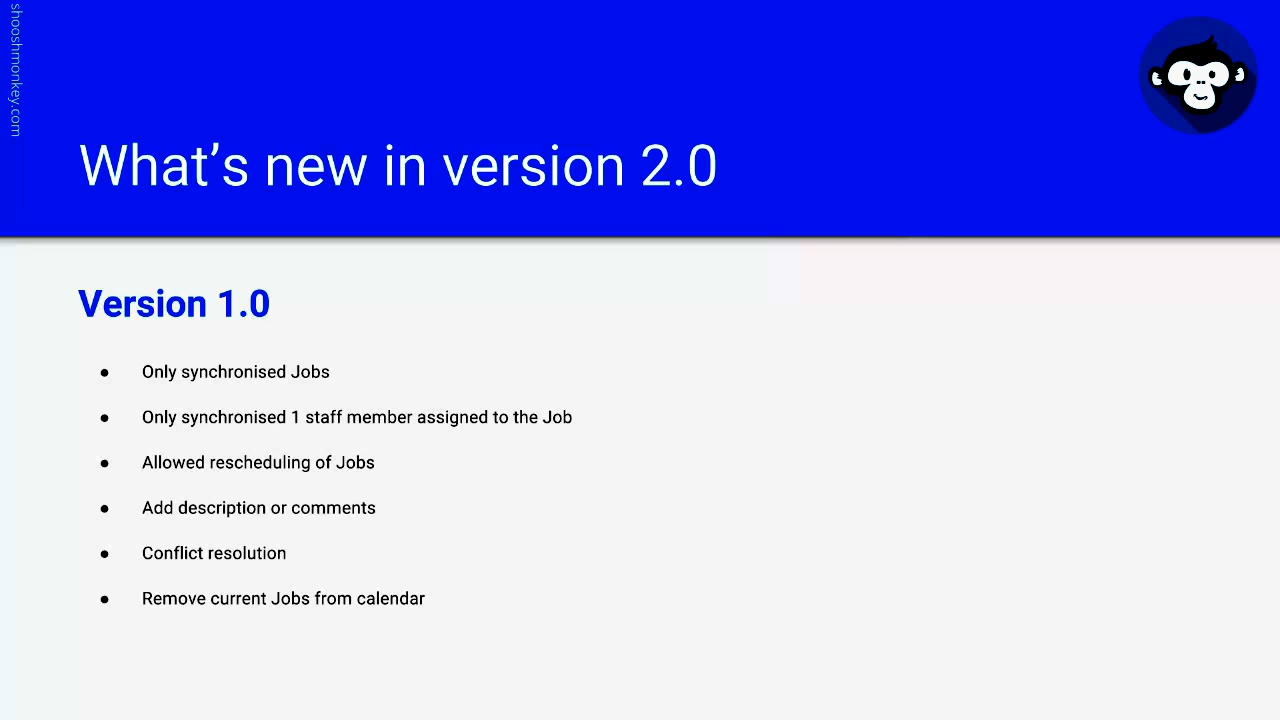 shooshmonkey.com
What’s new in version 2.0
Version 1.0
● Only synchronised Jobs
● Only synchronised 1 staff member assigned to the Job
● Allowed rescheduling of Jobs
● Add description or comments
● Conflict resolution
● Remove current Jobs from calendar